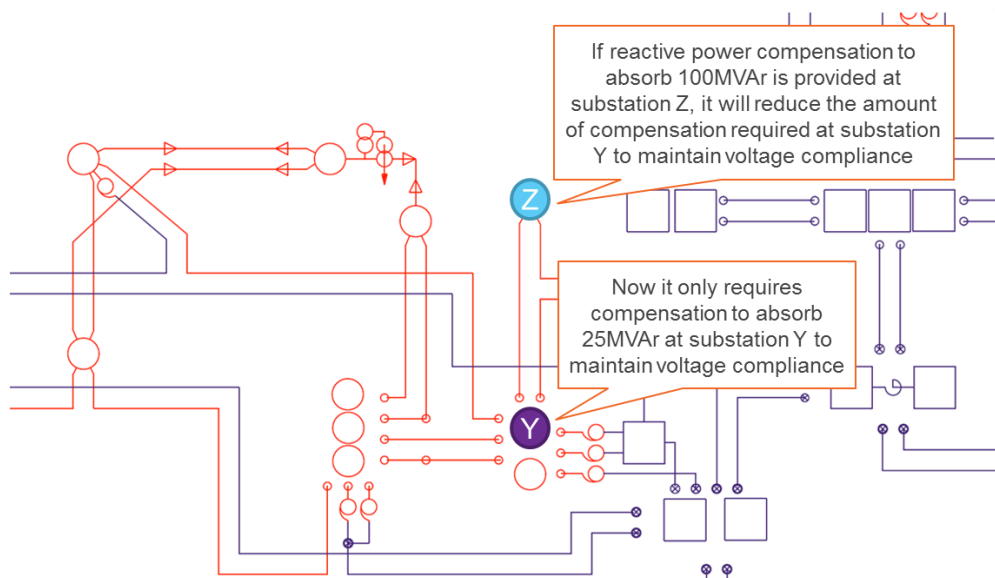 If reactive power compensation to
absorb 100MVAr is provided at
substation Z, it will reduce the amount
of compensation required at substation
Y to maintain voltage compliance
Z
Now it only requires
compensation to absorb
25MVAr at substation Y to
maintain voltage compliance
Y